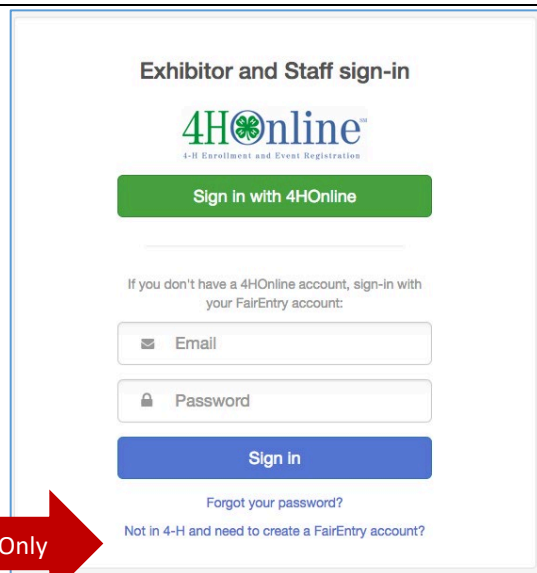 Exhibitor and Staff sign-in
4HOnline℠
4-H Enrollment and Event Registration
Sign in with 4HOnline
If you don't have a 4HOnline account, sign-in with
your FairEntry account:
Email
Password
Sign in
Forgot your password?
Not in 4-H and need to create a FairEntry account?
Only